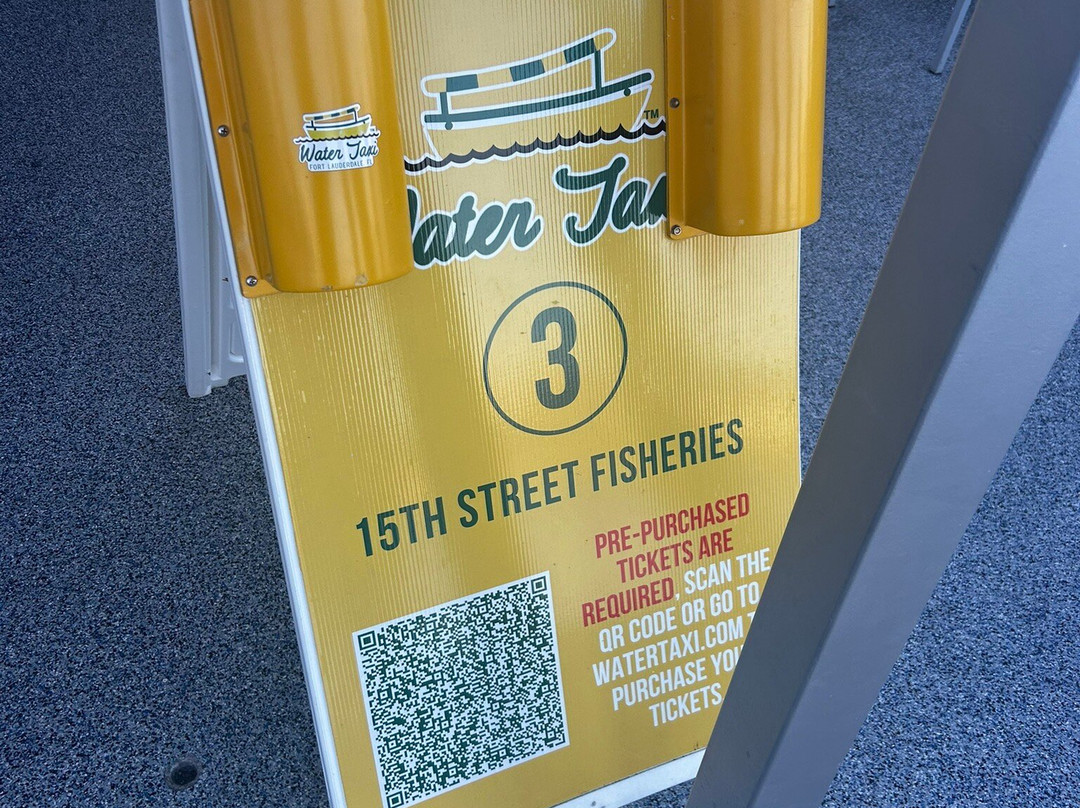 Water Taxi
FORT LAUDERDALE FL
TM
Water Tax
3
15TH STREET FISHERIES
PRE-PURCHASED
TICKETS ARE
REQUIRED, SCAN THE
QR CODE OR GO TO
WATERTAXI.COM T
PURCHASE YOU
TICKETS